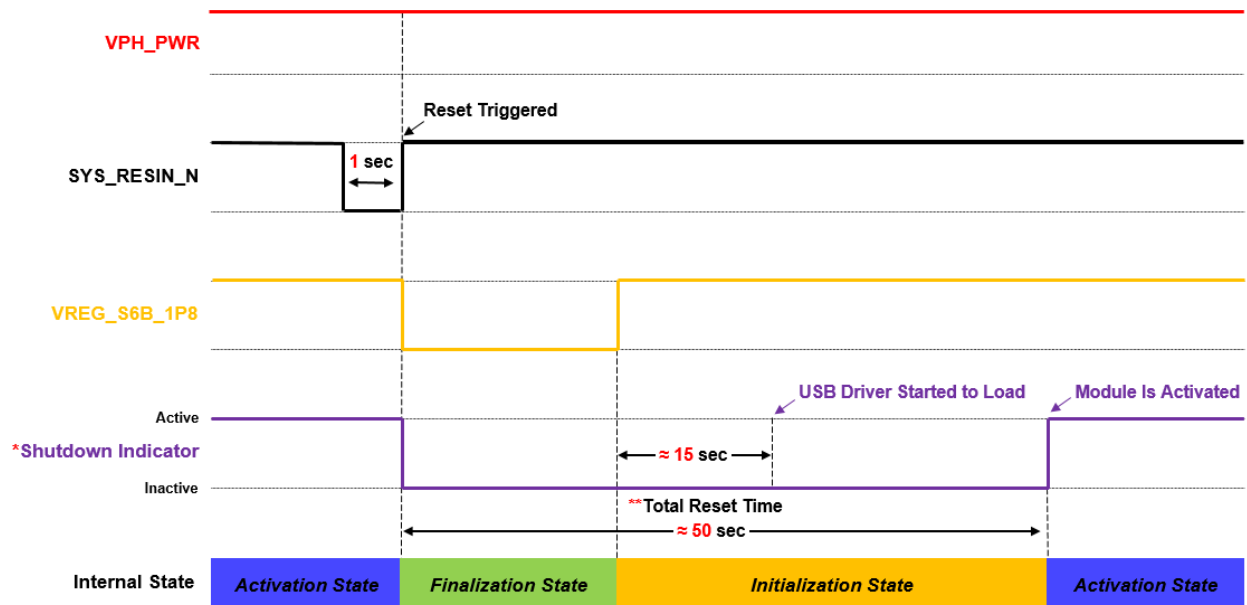 VPH_PWR
Reset Triggered
1 sec
SYS_RESIN_N
VREG_S6B_1P8
USB Driver Started to Load
Module Is Activated
Active
*Shutdown Indicator
≈ 15 sec
Inactive
**Total Reset Time
≈ 50 sec
Internal State
Activation State
Finalization State
Initialization State
Activation State